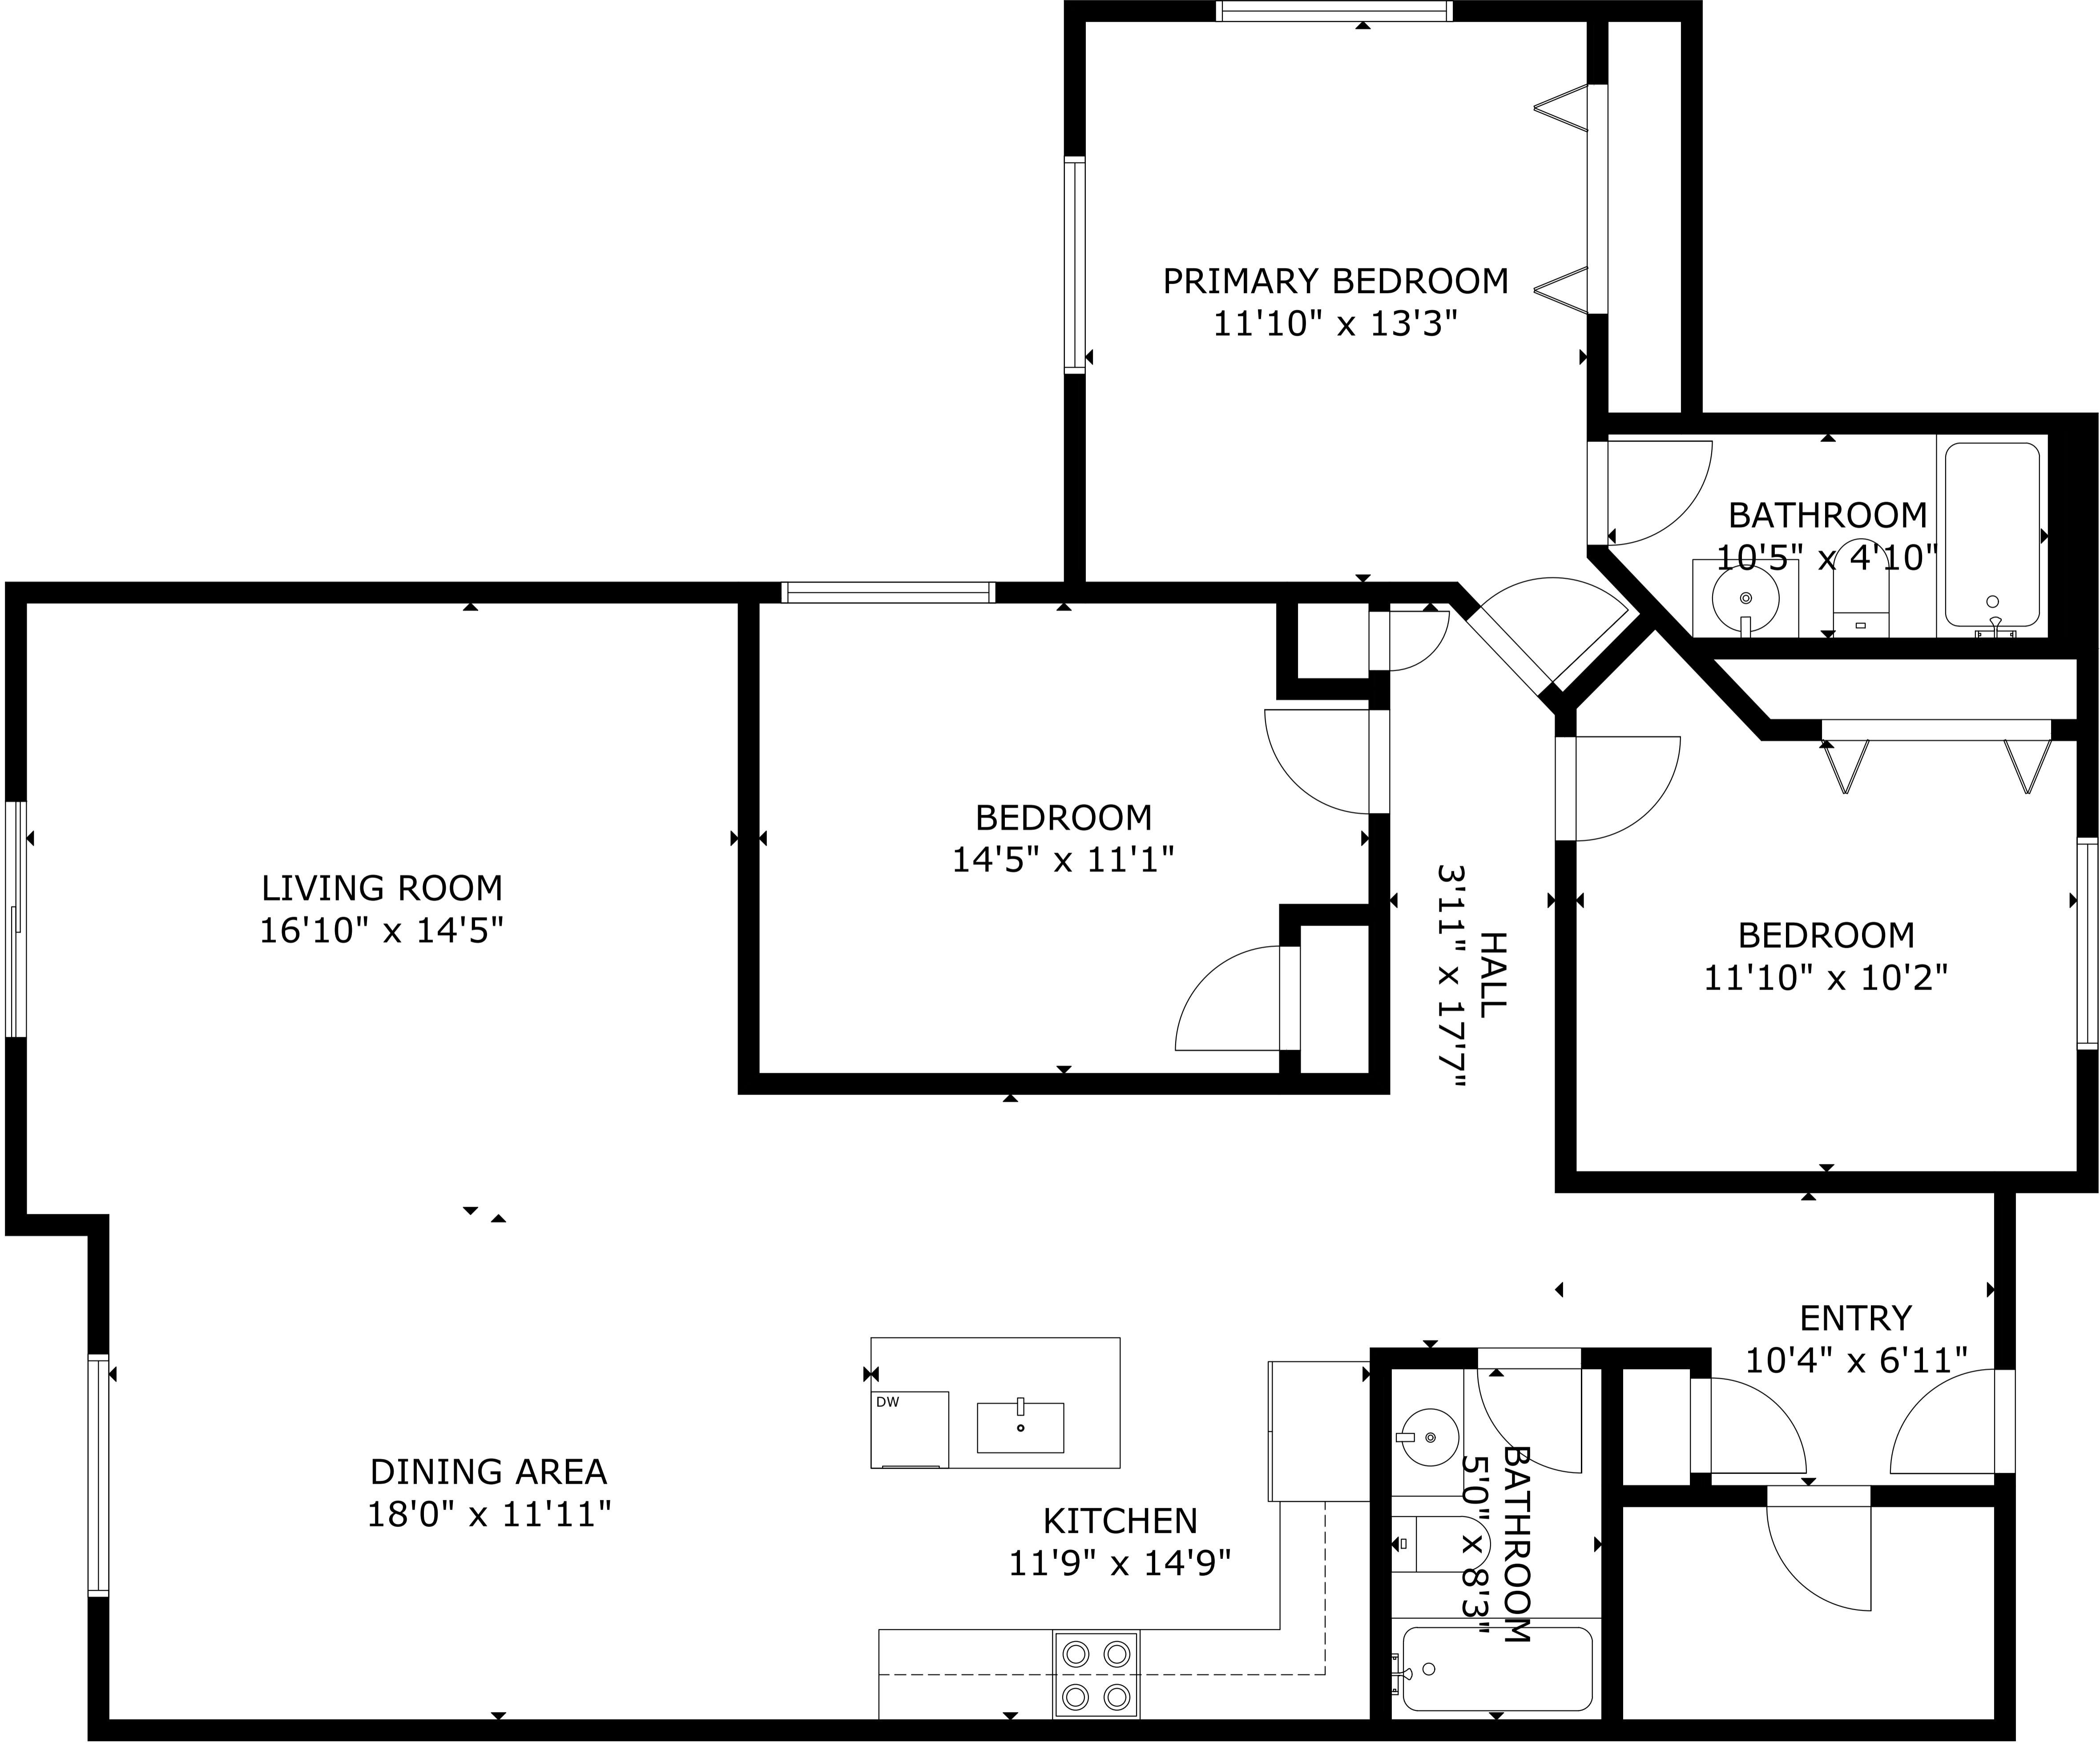 PRIMARY BEDROOM
11'10" x 13'3"
BATHROOM
10'5" x 4'10"
BEDROOM
14'5" x 11'1"
LIVING ROOM
16'10" x 14'5"
HALL
3'11" x 17'7"
BEDROOM
11'10" x 10'2"
ENTRY
10'4" x 6'11"
DW
DINING AREA
18'0" x 11'11"
KITCHEN
11'9" x 14'9"
BATHROOM
5'0" x 8'3"